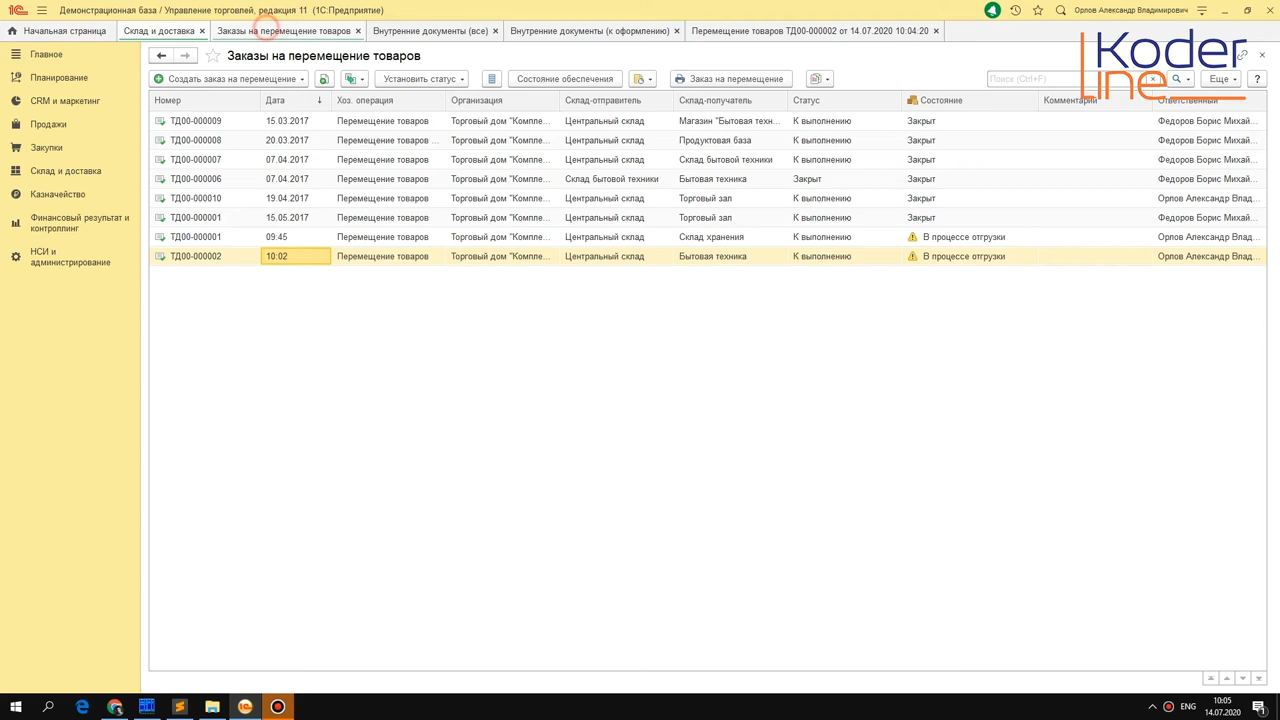 Демонстрационная база / Управление торговлей, редакция 11 (1С:Предприятие)
Орлов Александр Владимирович
Начальная страница
Склад и доставка ×
Заказы на перемещение товаров ×
Внутренние документы (все) ×
Внутренние документы (к оформлению) ×
Перемещение товаров ТД00-000002 от 14.07.2020 10:04:20 ×
Koder
line
Главное
Планирование
CRM и маркетинг
Продажи
Закупки
Склад и доставка
Казначейство
Финансовый результат и
контроллинг
НСИ и
администрирование
Заказы на перемещение товаров
Создать заказ на перемещение
Установить статус
Состояние обеспечения
Заказ на перемещение
Поиск (Ctrl+F)
×
Еще
?
Номер Дата ↓ Хоз. операция Организация Склад-отправитель Склад-получатель Статус Состояние Комментарий Ответственный
ТД00-000009 15.03.2017 Перемещение товаров Торговый дом "Компле... Центральный склад Магазин "Бытовая техн... К выполнению Закрыт Федоров Борис Михай...
ТД00-000008 20.03.2017 Перемещение товаров ... Торговый дом "Компле... Центральный склад Продуктовая база К выполнению Закрыт Федоров Борис Михай...
ТД00-000007 07.04.2017 Перемещение товаров Торговый дом "Компле... Центральный склад Склад бытовой техники К выполнению Закрыт Федоров Борис Михай...
ТД00-000006 07.04.2017 Перемещение товаров Торговый дом "Компле... Склад бытовой техники Бытовая техника Закрыт Закрыт Федоров Борис Михай...
ТД00-000010 19.04.2017 Перемещение товаров Торговый дом "Компле... Центральный склад Торговый зал К выполнению Закрыт Орлов Александр Влад...
ТД00-000001 15.05.2017 Перемещение товаров Торговый дом "Компле... Центральный склад Торговый зал К выполнению Закрыт Федоров Борис Михай...
ТД00-000001 09:45 Перемещение товаров Торговый дом "Компле... Центральный склад Склад хранения К выполнению В процессе отгрузки Орлов Александр Влад...
ТД00-000002 10:02 Перемещение товаров Торговый дом "Компле... Центральный склад Бытовая техника К выполнению В процессе отгрузки Орлов Александр Влад...
ENG
10:05
14.07.2020
1